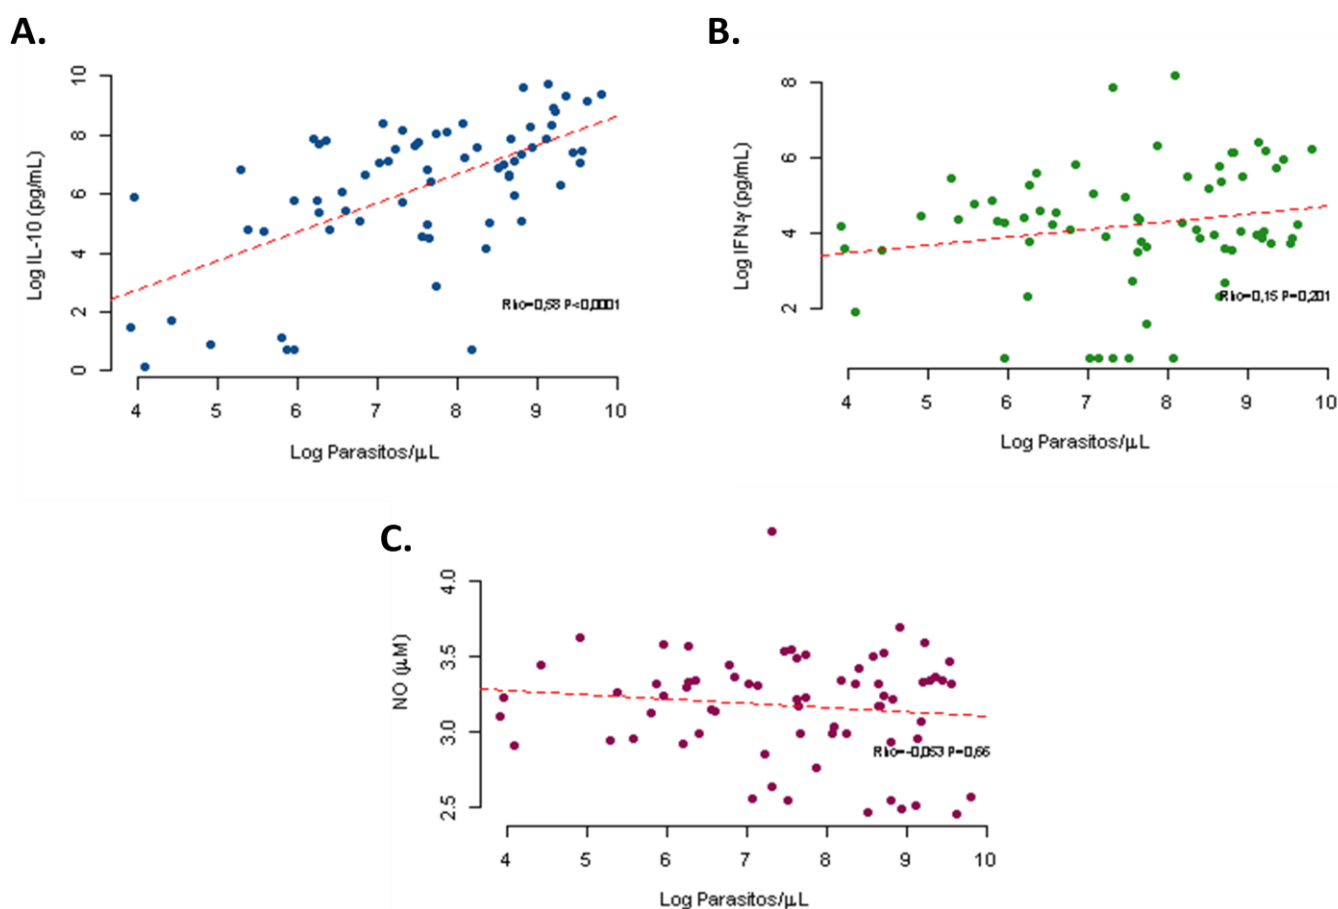 A.
Log IL-10 (pg/mL)
10
8
6
4
2
0
Rho=0,58 P<0,0001
4 5 6 7 8 9 10
Log Parasitos/μL
B.
Log IFN-γ (pg/mL)
8
6
4
2
Rho=0,15 P=0,201
4 5 6 7 8 9 10
Log Parasitos/μL
C.
NO (μM)
4.0
3.5
3.0
2.5
Rho=-0,053 P=0,66
4 5 6 7 8 9 10
Log Parasitos/μL